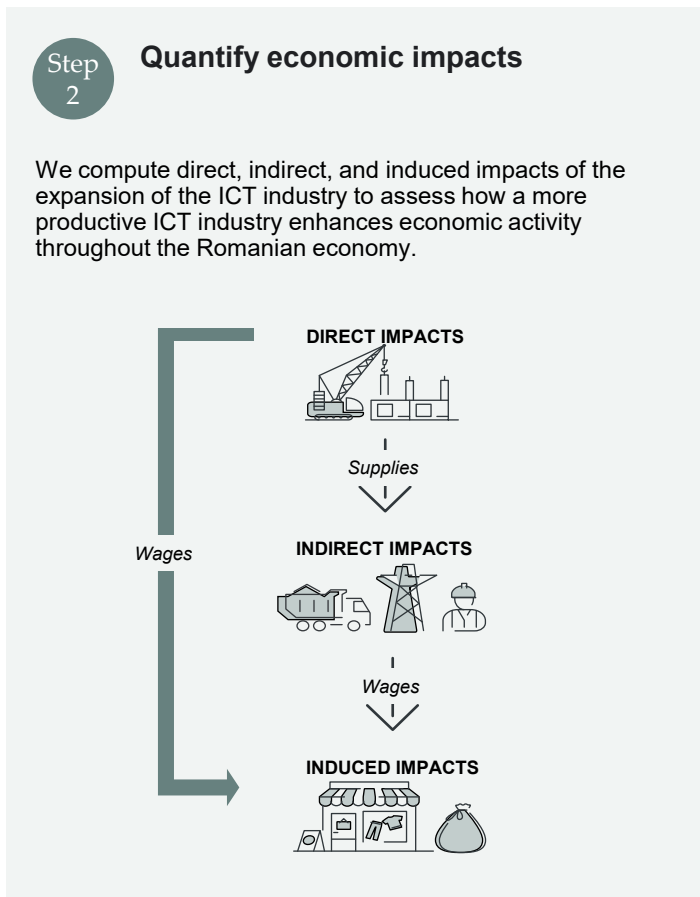 Step
2
Quantify economic impacts
We compute direct, indirect, and induced impacts of the
expansion of the ICT industry to assess how a more
productive ICT industry enhances economic activity
throughout the Romanian economy.
DIRECT IMPACTS
Supplies
INDIRECT IMPACTS
Wages
Wages
INDUCED IMPACTS